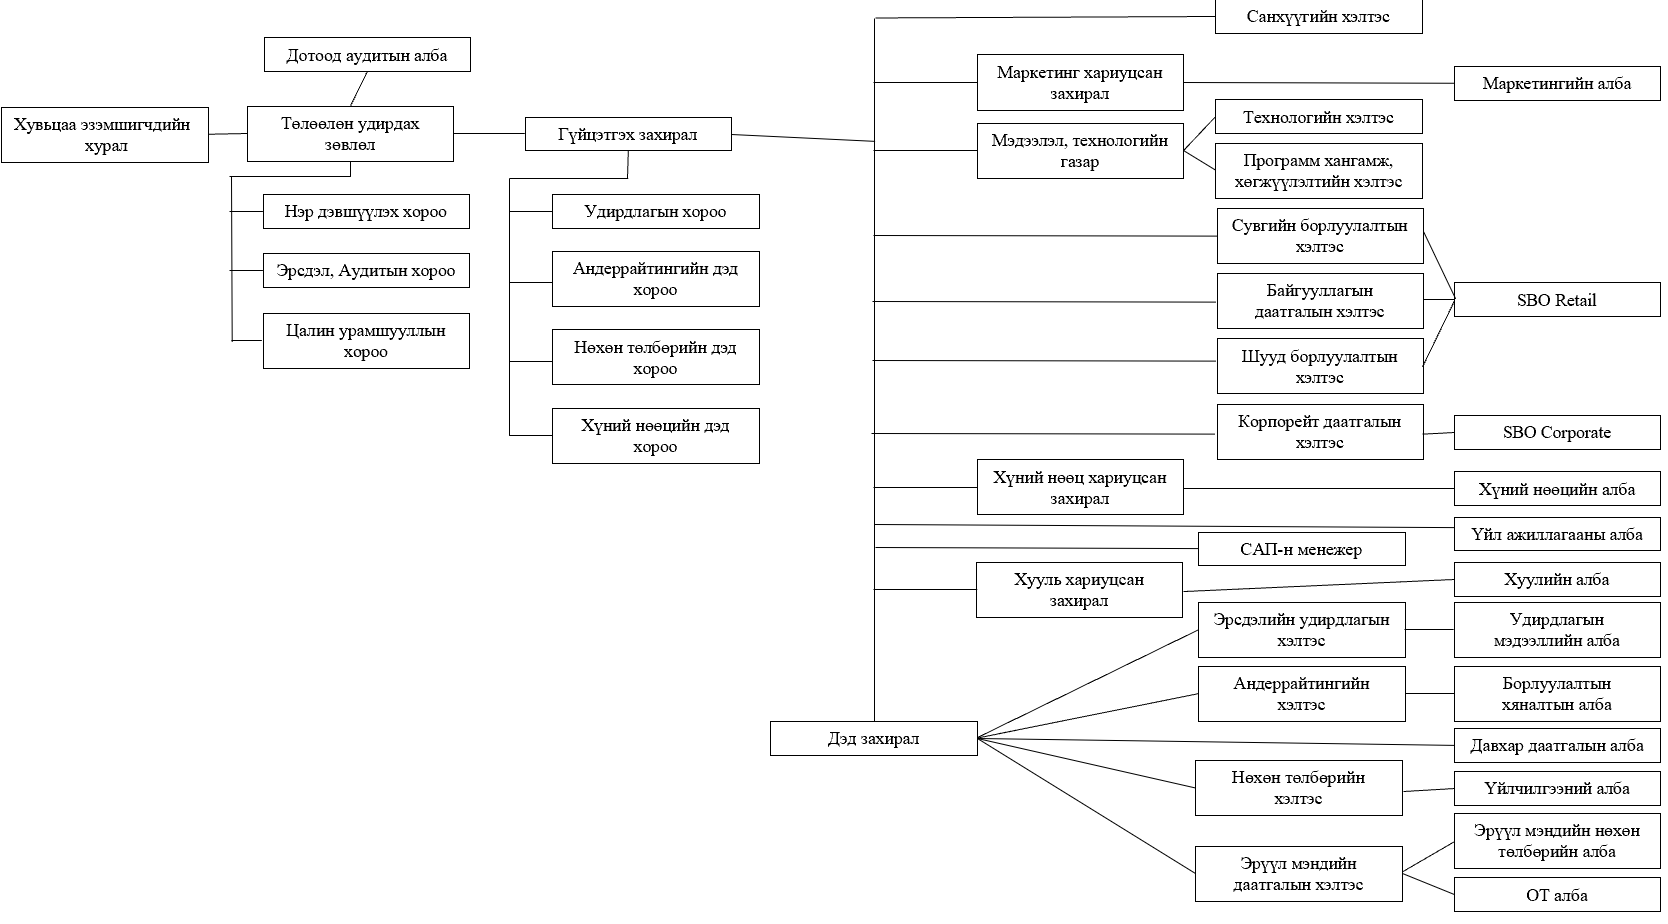 Хувьцаа эзэмшигчдийн
хурал
Дотоод аудитын алба
Төлөөлөн удирдах
зөвлөл
Нэр дэвшүүлэх хороо
Эрсдэл, Аудитын хороо
Цалин урамшууллын
хороо
Гүйцэтгэх захирал
Удирдлагын хороо
Андеррайтингийн дэд
хороо
Нөхөн төлбөрийн дэд
хороо
Хүний нөөцийн дэд
хороо
Санхүүгийн хэлтэс
Маркетинг хариуцсан
захирал
Маркетингийн алба
Мэдээлэл, технологийн
газар
Технологийн хэлтэс
Программ хангамж,
хөгжүүлэлтийн хэлтэс
Сувгийн борлуулалтын
хэлтэс
Байгууллагын
даатгалын хэлтэс
Шууд борлуулалтын
хэлтэс
SBO Retail
Корпорейт даатгалын
хэлтэс
SBO Corporate
Хүний нөөц хариуцсан
захирал
Хүний нөөцийн алба
Үйл ажиллагааны алба
САП-н менежер
Хууль хариуцсан
захирал
Хуулийн алба
Дэд захирал
Эрсдэлийн удирдлагын
хэлтэс
Удирдлагын
мэдээллийн алба
Андеррайтингийн
хэлтэс
Борлуулалтын
хяналтын алба
Давхар даатгалын алба
Нөхөн төлбөрийн
хэлтэс
Үйлчилгээний алба
Эрүүл мэндийн
даатгалын хэлтэс
Эрүүл мэндийн нөхөн
төлбөрийн алба
ОТ алба